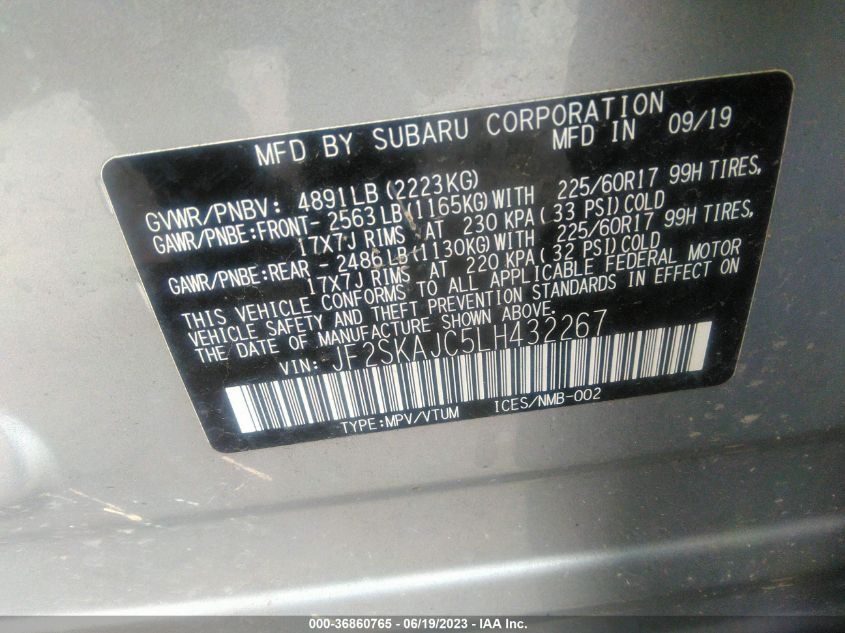 MFD BY SUBARU CORPORATION
MFD IN 09/19
GVWR/PNBV: 4891LB(2223KG)
GAWR/PNBE:FRONT- 2563LB(1165KG)WITH 225/60R17 99H TIRES,
17X7J RIMS AT 230 KPA(33 PSI)COLD
GAWR/PNBE:REAR - 2486LB(1130KG)WITH 225/60R17 99H TIRES,
17X7J RIMS AT 220 KPA(32 PSI)COLD
THIS VEHICLE CONFORMS TO ALL APPLICABLE FEDERAL MOTOR
VEHICLE SAFETY AND THEFT PREVENTION STANDARDS IN EFFECT ON
THE DATE OF MANUFACTURE SHOWN ABOVE.
VIN: JF2SKAJC5LH432267
TYPE:MPV/VTUM ICES/NMB-002
000-36860765 - 06/19/2023 - IAA Inc.